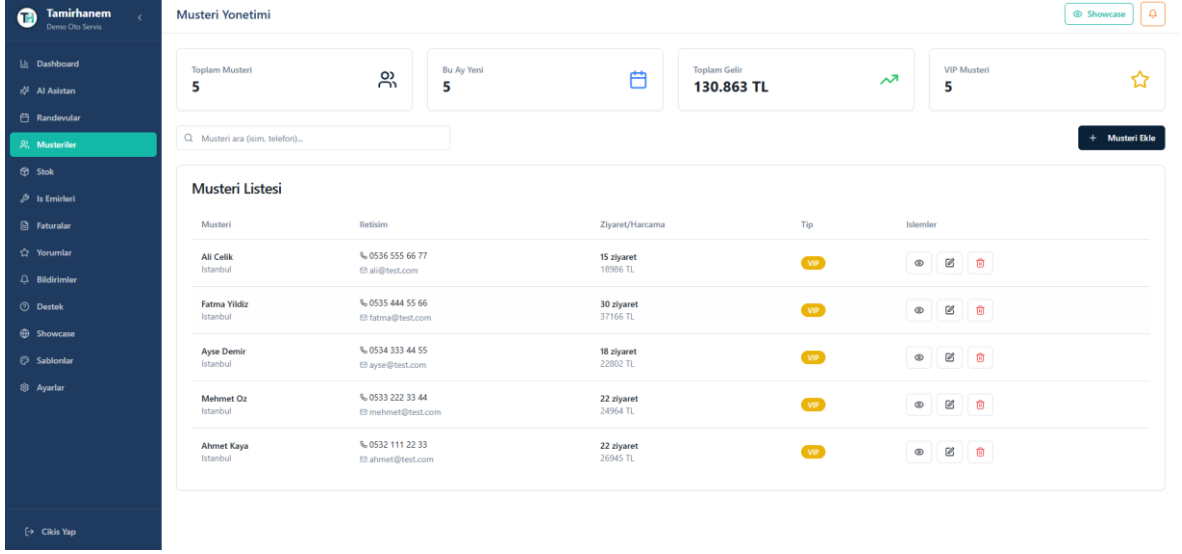 Tamirhanem
Demo Oto Servis
Dashboard
AI Asistan
Randevular
Musteriler
Stok
Is Emirleri
Faturalar
Yorumlar
Bildirimler
Destek
Showcase
Sablonlar
Ayarlar
Cikis Yap
Musteri Yonetimi
Showcase
Toplam Musteri
5
Bu Ay Yeni
5
Toplam Gelir
130.863 TL
VIP Musteri
5
Musteri ara (isim, telefon)...
+ Musteri Ekle
Musteri Listesi
Musteri Iletisim Ziyaret/Harcama Tip Islemler
Ali Celik 0536 555 66 77 15 ziyaret VIP
Istanbul ali@test.com 18986 TL
Fatma Yildiz 0535 444 55 66 30 ziyaret VIP
Istanbul fatma@test.com 37166 TL
Ayse Demir 0534 333 44 55 18 ziyaret VIP
Istanbul ayse@test.com 22802 TL
Mehmet Oz 0533 222 33 44 22 ziyaret VIP
Istanbul mehmet@test.com 24964 TL
Ahmet Kaya 0532 111 22 33 22 ziyaret VIP
Istanbul ahmet@test.com 26945 TL